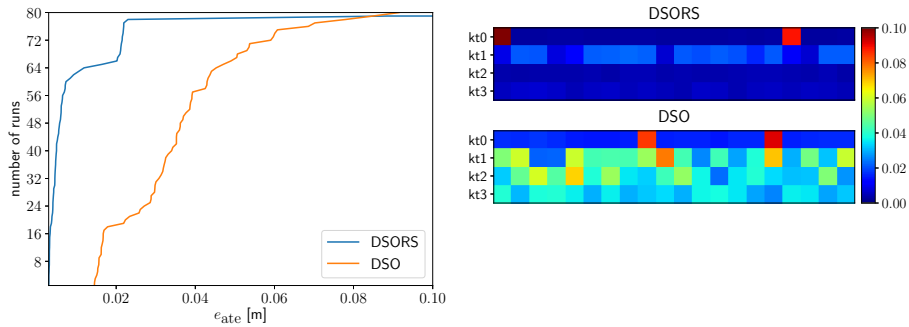 80
72
64
56
48
40
32
24
16
8
number of runs
0.02
0.04
0.06
0.08
0.10
e_ate [m]
DSORS
DSO
DSORS
kt0
kt1
kt2
kt3
DSO
kt0
kt1
kt2
kt3
0.10
0.08
0.06
0.04
0.02
0.00